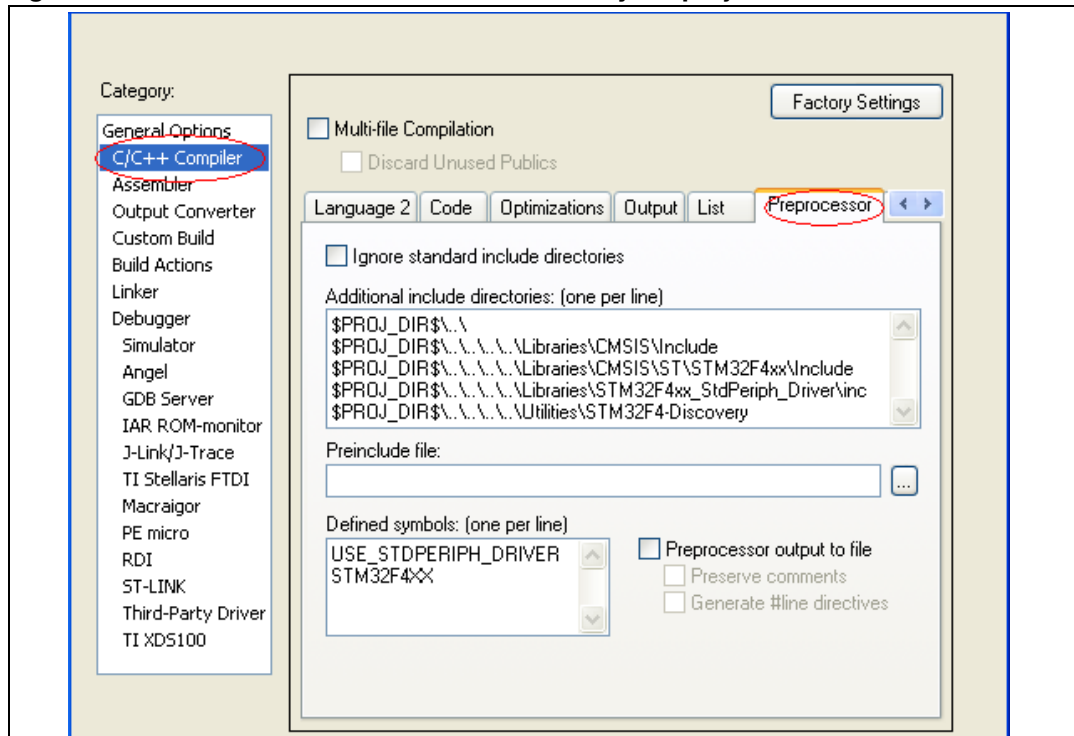 Category:
General Options
C/C++ Compiler
Assembler
Output Converter
Custom Build
Build Actions
Linker
Debugger
Simulator
Angel
GDB Server
IAR ROM-monitor
J-Link/J-Trace
TI Stellaris FTDI
Macraigor
PE micro
RDI
ST-LINK
Third-Party Driver
TI XDS100
Factory Settings
Multi-file Compilation
Discard Unused Publics
Language 2 Code Optimizations Output List Preprocessor
Ignore standard include directories
Additional include directories: (one per line)
$PROJ_DIR$\..\
$PROJ_DIR$\..\..\..\..\Libraries\CMSIS\Include
$PROJ_DIR$\..\..\..\..\Libraries\CMSIS\ST\STM32F4xx\Include
$PROJ_DIR$\..\..\..\..\Libraries\STM32F4xx_StdPeriph_Driver\inc
$PROJ_DIR$\..\..\..\..\Utilities\STM32F4-Discovery
Preinclude file:
...
Defined symbols: (one per line)
USE_STDPERIPH_DRIVER
STM32F4XX
Preprocessor output to file
Preserve comments
Generate #line directives